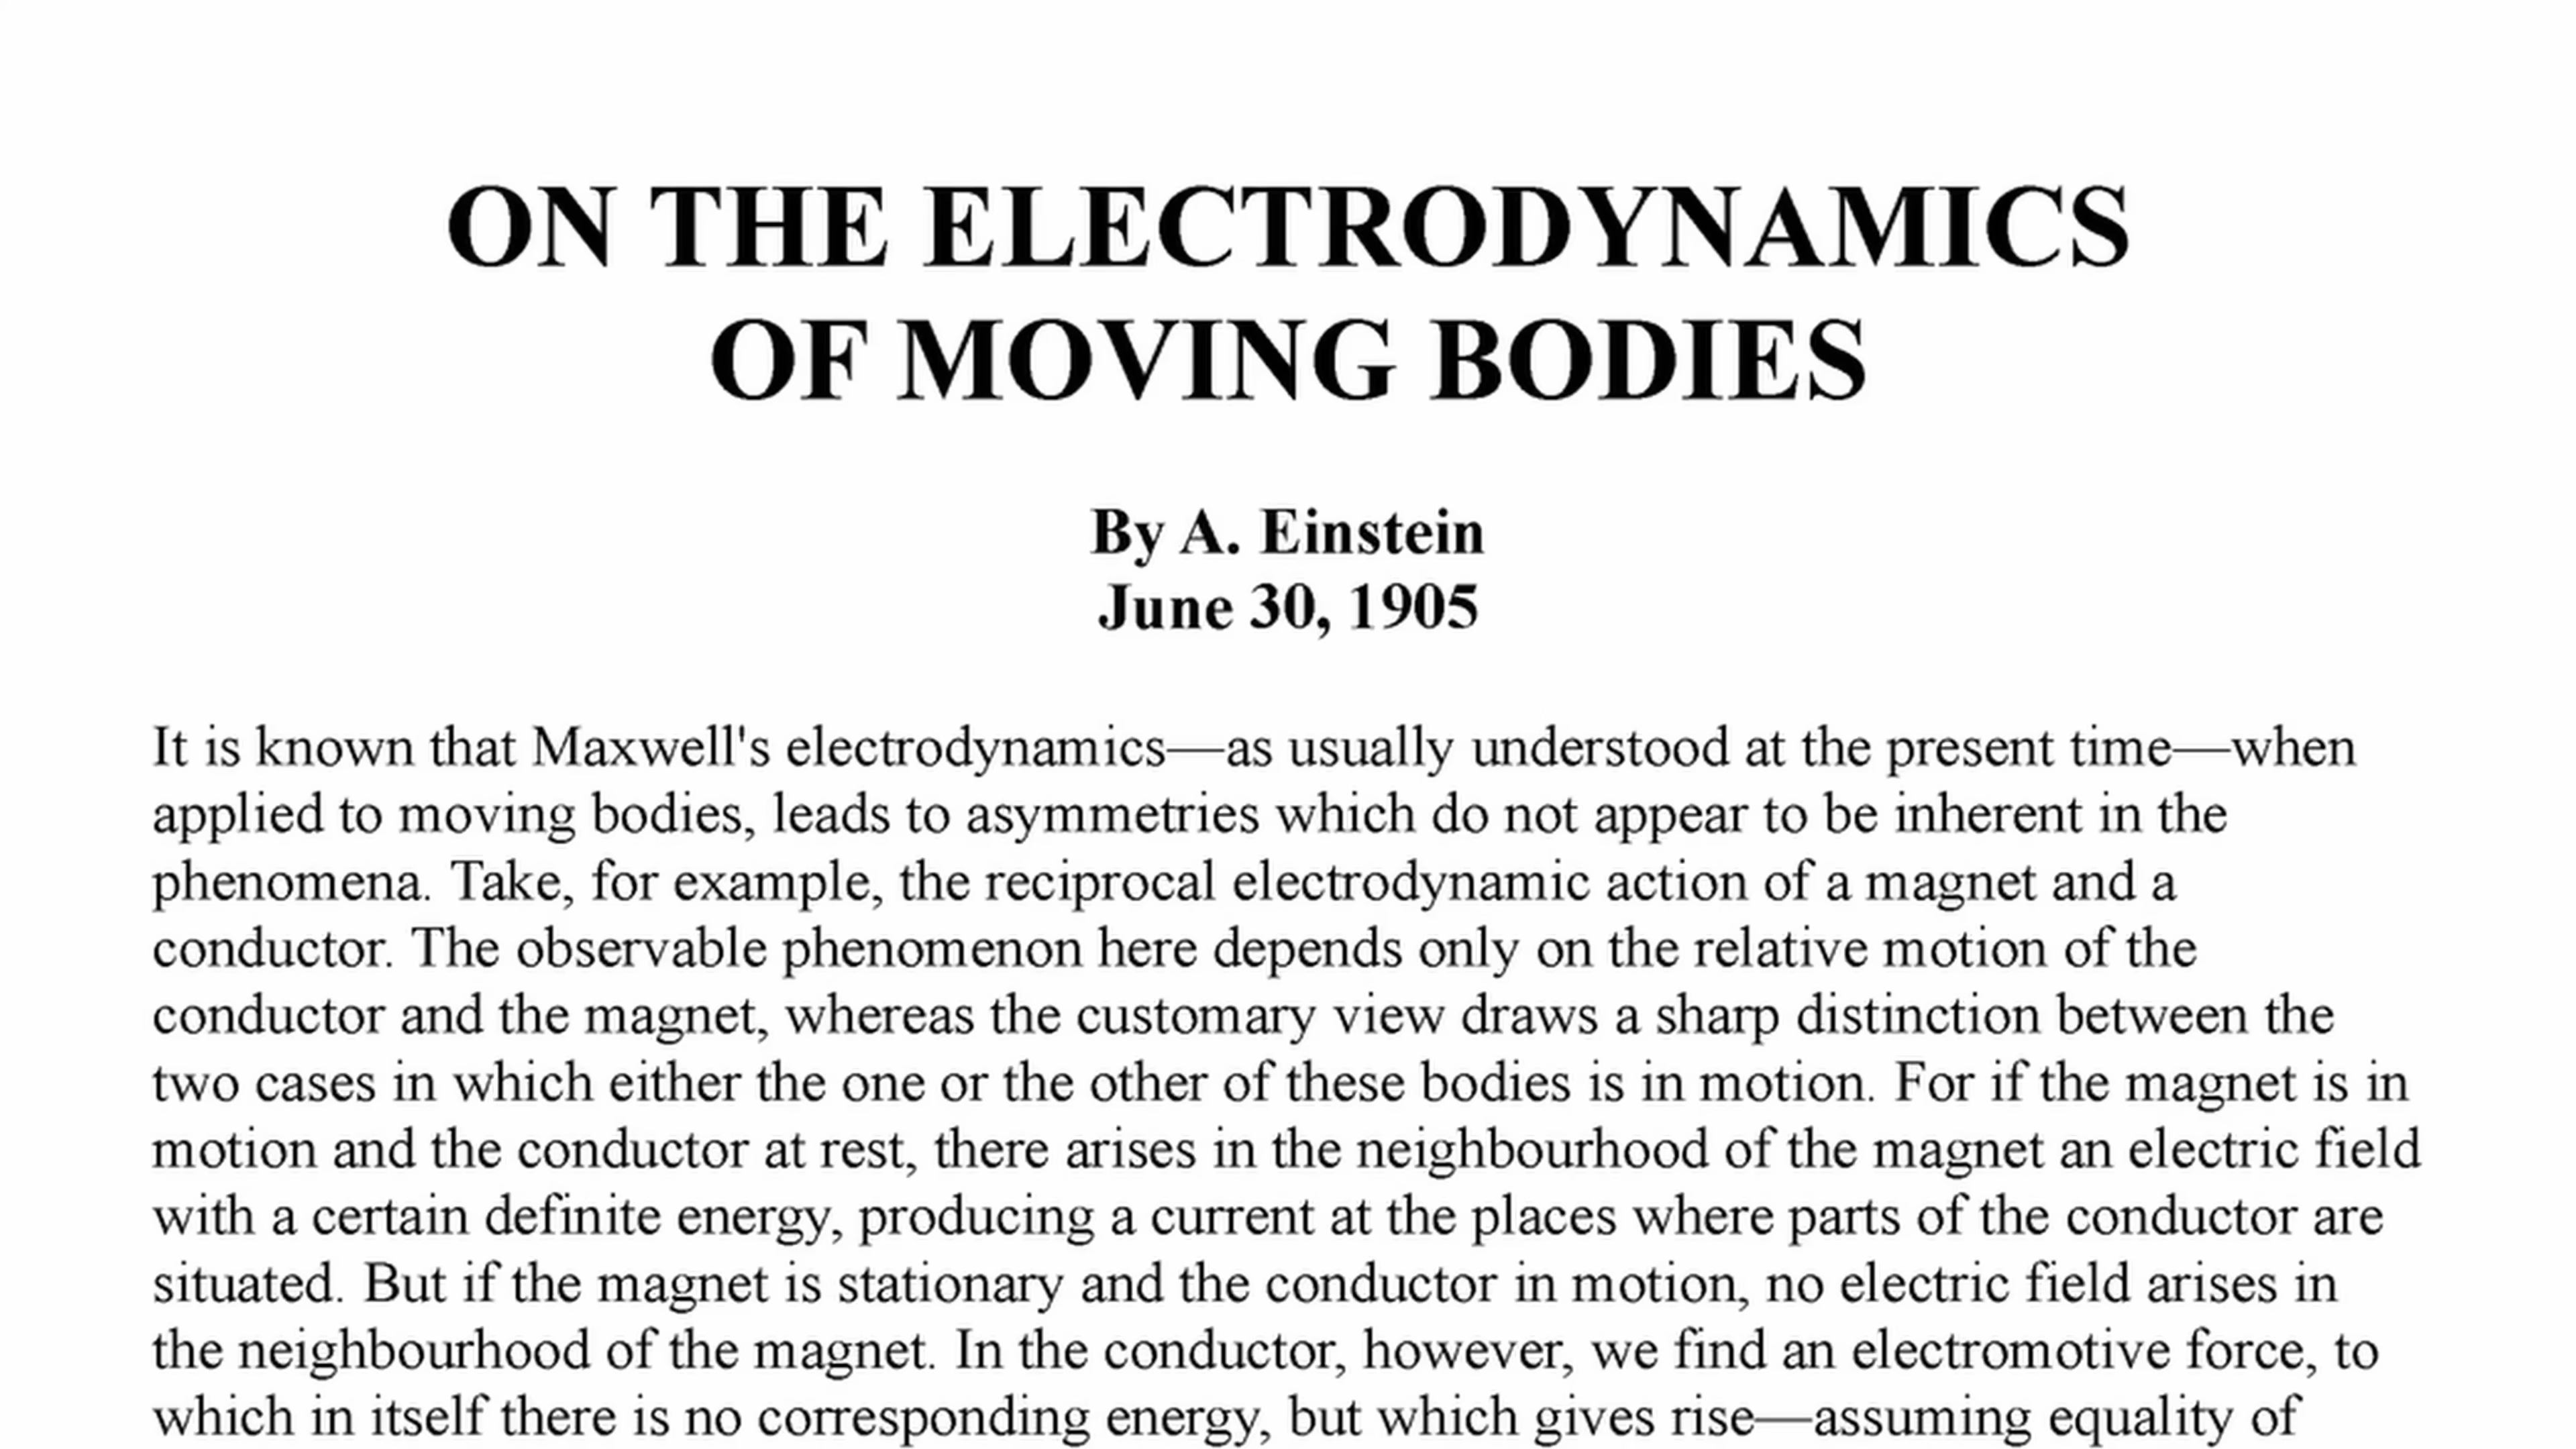 ON THE ELECTRODYNAMICS
OF MOVING BODIES
By A. Einstein
June 30, 1905
It is known that Maxwell's electrodynamics—as usually understood at the present time—when
applied to moving bodies, leads to asymmetries which do not appear to be inherent in the
phenomena. Take, for example, the reciprocal electrodynamic action of a magnet and a
conductor. The observable phenomenon here depends only on the relative motion of the
conductor and the magnet, whereas the customary view draws a sharp distinction between the
two cases in which either the one or the other of these bodies is in motion. For if the magnet is in
motion and the conductor at rest, there arises in the neighbourhood of the magnet an electric field
with a certain definite energy, producing a current at the places where parts of the conductor are
situated. But if the magnet is stationary and the conductor in motion, no electric field arises in
the neighbourhood of the magnet. In the conductor, however, we find an electromotive force, to
which in itself there is no corresponding energy, but which gives rise—assuming equality of